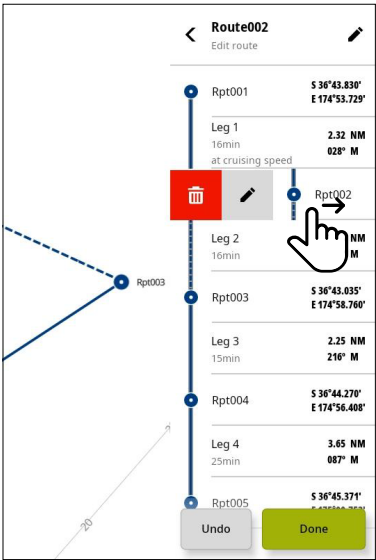 Route002
Edit route
Rpt001
S 36°43.830'
E 174°53.729'
Leg 1
16min
at cruising speed
2.32 NM
028° M
Rpt002
Leg 2
16min
NM
M
Rpt003
Rpt003
S 36°43.035'
E 174°58.760'
Leg 3
15min
2.25 NM
216° M
Rpt004
S 36°44.270'
E 174°56.408'
Leg 4
25min
3.65 NM
087° M
20
Rpt005
S 36°45.371'
Undo
Done